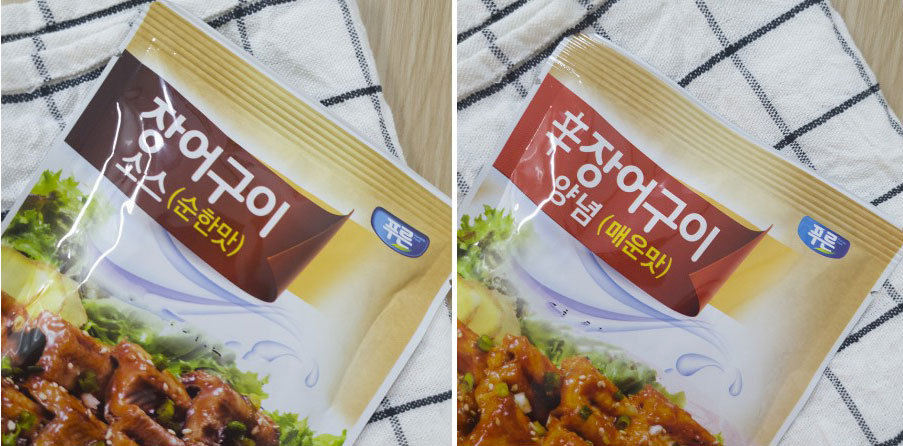 장어구이
소스 (순한맛)
푸른
辛장어구이
양념 (매운맛)
푸른